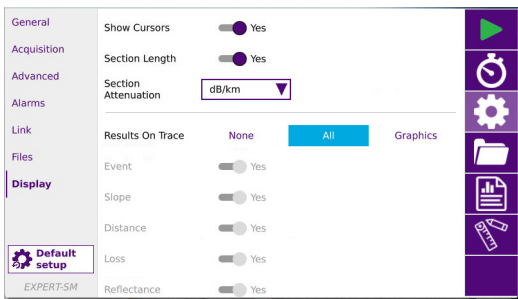 General
Acquisition
Advanced
Alarms
Link
Files
Display
Default
setup
EXPERT-SM
Show Cursors Yes
Section Length Yes
Section
Attenuation dB/km
Results On Trace None All Graphics
Event Yes
Slope Yes
Distance Yes
Loss Yes
Reflectance Yes